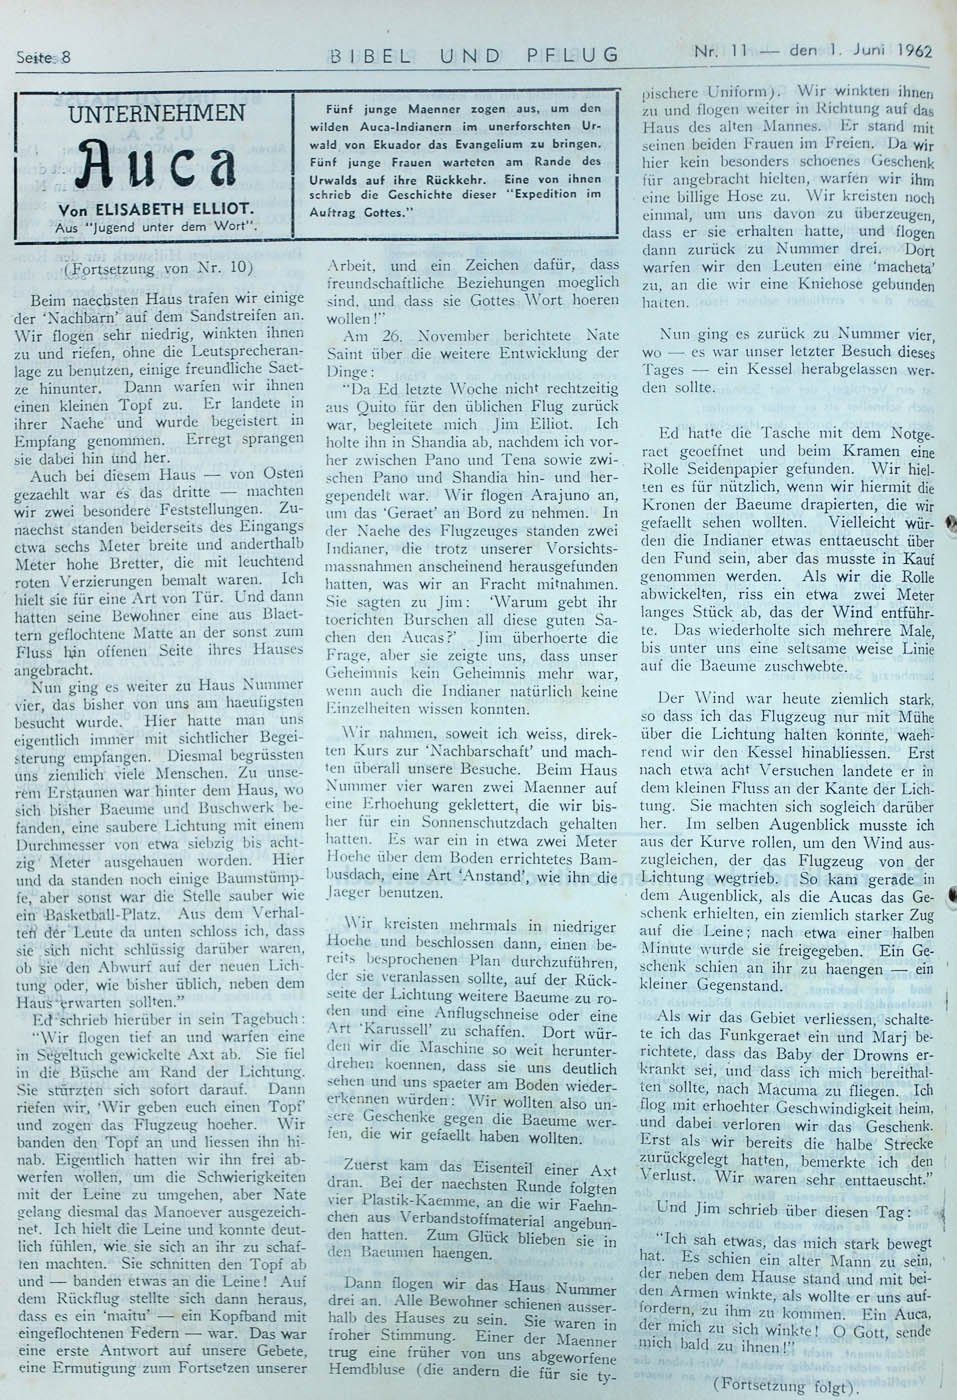 Seite 8
BIBEL UND PFLUG
Nr. 11 — den 1. Juni 1962
UNTERNEHMEN
Auca
Von ELISABETH ELLIOT.
Aus "Jugend unter dem Wort".
Fünf junge Maenner zogen aus, um den
wilden Auca-Indianern im unerforschten Ur-
wald von Ekuador das Evangelium zu bringen.
Fünf junge Frauen warteten am Rande des
Urwalds auf ihre Rückkehr. Eine von ihnen
schrieb die Geschichte dieser "Expedition im
Auftrag Gottes."
(Fortsetzung von Nr. 10)
Beim naechsten Haus trafen wir einige
der 'Nachbarn' auf dem Sandstreifen an.
Wir flogen sehr niedrig, winkten ihnen
zu und riefen, ohne die Leutsprecheran-
lage zu benutzen, einige freundliche Saet-
ze hinunter. Dann warfen wir ihnen
einen kleinen Topf zu. Er landete in
ihrer Naehe und wurde begeistert in
Empfang genommen. Erregt sprangen
sie dabei hin und her.
Auch bei diesem Haus — von Osten
gezaehlt war es das dritte — machten
wir zwei besondere Feststellungen. Zu-
naechst standen beiderseits des Eingangs
etwa sechs Meter breite und anderthalb
Meter hohe Bretter, die mit leuchtend
roten Verzierungen bemalt waren. Ich
hielt sie für eine Art von Tür. Und dann
hatten seine Bewohner eine aus Blaet-
tern geflochtene Matte an der sonst zum
Fluss hin offenen Seite ihres Hauses
angebracht.
Nun ging es weiter zu Haus Nummer
vier, das bisher von uns am haeufigsten
besucht wurde. Hier hatte man uns
eigentlich immer mit sichtlicher Begei-
sterung empfangen. Diesmal begrüssten
uns ziemlich viele Menschen. Zu unse-
rem Erstaunen war hinter dem Haus, wo
sich bisher Baeume und Buschwerk be-
fanden, eine saubere Lichtung mit einem
Durchmesser von etwa siebzig bis acht-
zig Meter ausgehauen worden. Hier
und da standen noch einige Baumstümp-
fe, aber sonst war die Stelle sauber wie
ein Basketball-Platz. Aus dem Verhal-
ten der Leute da unten schloss ich, dass
sie sich nicht schlüssig darüber waren,
ob sie den Abwurf auf der neuen Lich-
tung oder, wie bisher üblich, neben dem
Haus erwarten sollten."
Ed schrieb hierüber in sein Tagebuch:
"Wir flogen tief an und warfen eine
in Segeltuch gewickelte Axt ab. Sie fiel
in die Büsche am Rand der Lichtung.
Sie stürzten sich sofort darauf. Dann
riefen wir, 'Wir geben euch einen Topf'
und zogen das Flugzeug hoeher. Wir
banden den Topf an und liessen ihn hi-
nab. Eigentlich hatten wir ihn frei ab-
werfen wollen, um die Schwierigkeiten
mit der Leine zu umgehen, aber Nate
gelang diesmal das Manoever ausgezeich-
net. Ich hielt die Leine und konnte deut-
lich fühlen, wie sie sich an ihr zu schaf-
ten machten. Sie schnitten den Topf ab
und — banden etwas an die Leine! Auf
dem Rückflug stellte sich dann heraus,
dass es ein 'maitu' — ein Kopfband mit
eingeflochtenen Federn — war. Das war
eine erste Antwort auf unsere Gebete,
eine Ermutigung zum Fortsetzen unserer
Arbeit, und ein Zeichen dafür, dass
freundschaftliche Beziehungen moeglich
sind, und dass sie Gottes Wort hoeren
wollen!"
Am 26. November berichtete Nate
Saint über die weitere Entwicklung der
Dinge:
"Da Ed letzte Woche nicht rechtzeitig
aus Quito für den üblichen Flug zurück
war, begleitete mich Jim Elliot. Ich
holte ihn in Shandia ab, nachdem ich vor-
her zwischen Pano und Tena sowie zwi-
schen Pano und Shandia hin- und her-
gependelt war. Wir flogen Arajuno an,
um das 'Geraet' an Bord zu nehmen. In
der Naehe des Flugzeuges standen zwei
Indianer, die trotz unserer Vorsichts-
massnahmen anscheinend herausgefunden
hatten, was wir an Fracht mitnahmen.
Sie sagten zu Jim: 'Warum gebt ihr
toerichten Burschen all diese guten Sa-
chen den Aucas?' Jim überhoerte die
Frage, aber sie zeigte uns, dass unser
Geheimnis kein Geheimnis mehr war,
wenn auch die Indianer natürlich keine
Einzelheiten wissen konnten.
Wir nahmen, soweit ich weiss, direk-
ten Kurs zur 'Nachbarschaft' und mach-
ten überall unsere Besuche. Beim Haus
Nummer vier waren zwei Maenner auf
eine Erhoehung geklettert, die wir bis-
her für ein Sonnenschutzdach gehalten
hatten. Es war ein in etwa zwei Meter
Hoehe über dem Boden errichtetes Bam-
busdach, eine Art 'Anstand', wie ihn die
Jaeger benutzen.
Wir kreisten mehrmals in niedriger
Hoehe und beschlossen dann, einen be-
reits besprochenen Plan durchzuführen,
der sie veranlassen sollte, auf der Rück-
seite der Lichtung weitere Baeume zu ro-
den und eine Anflugschneise oder eine
Art 'Karussell' zu schaffen. Dort wür-
den wir die Maschine so weit herunter-
drehen koennen, dass sie uns deutlich
sehen und uns spaeter am Boden wieder-
erkennen würden: Wir wollten also un-
sere Geschenke gegen die Baeume wer-
fen, die wir gefaellt haben wollten.
Zuerst kam das Eisenteil einer Axt
dran. Bei der naechsten Runde folgten
vier Plastik-Kaemme, an die wir Faehn-
chen aus Verbandstoffmaterial angebun-
den hatten. Zum Glück blieben sie in
den Baeumen haengen.
Dann flogen wir das Haus Nummer
drei an. Alle Bewohner schienen ausser-
halb des Hauses zu sein. Sie waren in
froher Stimmung. Einer der Maenner
trug eine früher von uns abgeworfene
Hemdbluse (die andern die für sie ty-
pischere Uniform). Wir winkten ihnen
zu und flogen weiter in Richtung auf das
Haus des alten Mannes. Er stand mit
seinen beiden Frauen im Freien. Da wir
hier kein besonders schoenes Geschenk
für angebracht hielten, warfen wir ihm
eine billige Hose zu. Wir kreisten noch
einmal, um uns davon zu überzeugen,
dass er sie erhalten hatte, und flogen
dann zurück zu Nummer drei. Dort
warfen wir den Leuten eine 'macheta'
zu, an die wir eine Kniehose gebunden
hatten.
Nun ging es zurück zu Nummer vier,
wo — es war unser letzter Besuch dieses
Tages — ein Kessel herabgelassen wer-
den sollte.
Ed hatte die Tasche mit dem Notge-
raet geoeffnet und beim Kramen eine
Rolle Seidenpapier gefunden. Wir hiel-
ten es für nützlich, wenn wir hiermit die
Kronen der Baeume drapierten, die wir
gefaellt sehen wollten. Vielleicht wür-
den die Indianer etwas enttaeuscht über
den Fund sein, aber das musste in Kauf
genommen werden. Als wir die Rolle
abwickelten, riss ein etwa zwei Meter
langes Stück ab, das der Wind entführ-
te. Das wiederholte sich mehrere Male,
bis unter uns eine seltsame weise Linie
auf die Baeume zuschwebte.
Der Wind war heute ziemlich stark,
so dass ich das Flugzeug nur mit Mühe
über die Lichtung halten konnte, waeh-
rend wir den Kessel hinabliessen. Erst
nach etwa acht Versuchen landete er in
dem kleinen Fluss an der Kante der Lich-
tung. Sie machten sich sogleich darüber
her. Im selben Augenblick musste ich
aus der Kurve rollen, um den Wind aus-
zugleichen, der das Flugzeug von der
Lichtung wegtrieb. So kam gerade in
dem Augenblick, als die Aucas das Ge-
schenk erhielten, ein ziemlich starker Zug
auf die Leine; nach etwa einer halben
Minute wurde sie freigegeben. Ein Ge-
schenk schien an ihr zu haengen — ein
kleiner Gegenstand.
Als wir das Gebiet verliessen, schalte-
te ich das Funkgeraet ein und Marj be-
richtete, dass das Baby der Drowns er-
krankt sei, und dass ich mich bereithal-
ten sollte, nach Macuma zu fliegen. Ich
flog mit erhoehter Geschwindigkeit heim,
und dabei verloren wir das Geschenk.
Erst als wir bereits die halbe Strecke
zurückgelegt hatten, bemerkte ich den
Verlust. Wir waren sehr enttaeuscht."
Und Jim schrieb über diesen Tag:
"Ich sah etwas, das mich stark bewegt
hat. Es schien ein alter Mann zu sein,
der neben dem Hause stand und mit bei-
den Armen winkte, als wollte er uns auf-
fordern, zu ihm zu kommen. Ein Auca,
der mich zu sich winkte! O Gott, sende
mich bald zu ihnen!"
(Fortsetzung folgt).